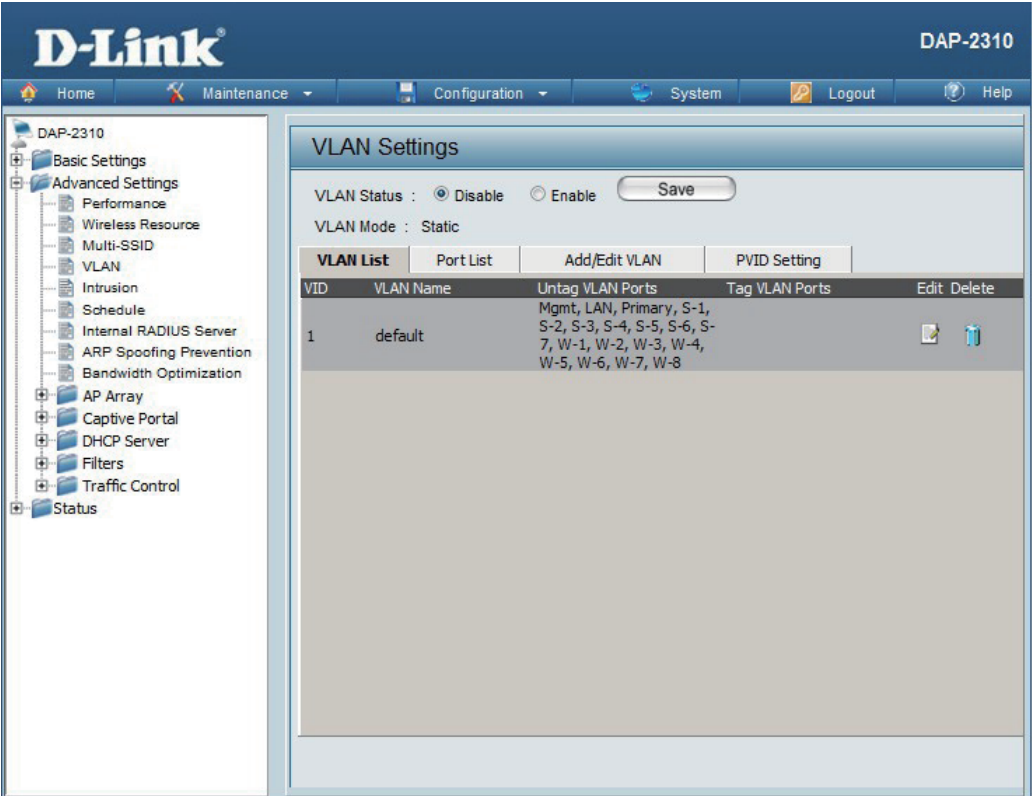 D-Link®
DAP-2310
Home Maintenance Configuration System Logout Help
DAP-2310
Basic Settings
Advanced Settings
Performance
Wireless Resource
Multi-SSID
VLAN
Intrusion
Schedule
Internal RADIUS Server
ARP Spoofing Prevention
Bandwidth Optimization
AP Array
Captive Portal
DHCP Server
Filters
Traffic Control
Status
VLAN Settings
VLAN Status : Disable Enable Save
VLAN Mode : Static
VLAN List Port List Add/Edit VLAN PVID Setting
VID VLAN Name Untag VLAN Ports Tag VLAN Ports Edit Delete
1 default Mgmt, LAN, Primary, S-1,
S-2, S-3, S-4, S-5, S-6, S-
7, W-1, W-2, W-3, W-4,
W-5, W-6, W-7, W-8